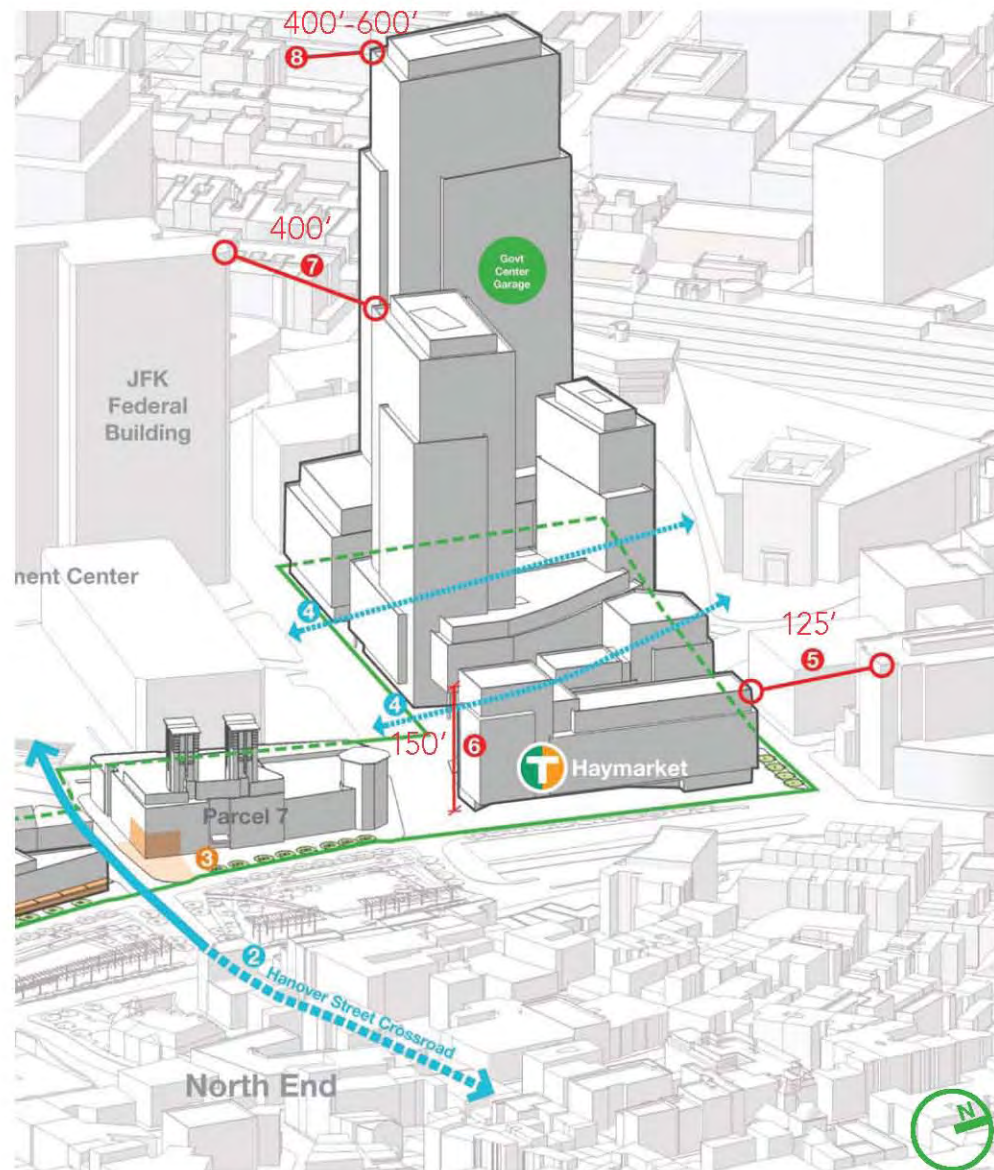 400'-600'
8
400'
7
Govt
Center
Garage
JFK
Federal
Building
nent Center
4
125'
5
4
150'
6
T Haymarket
Parcel 7
3
2 Hanover Street Crossroad
North End
N